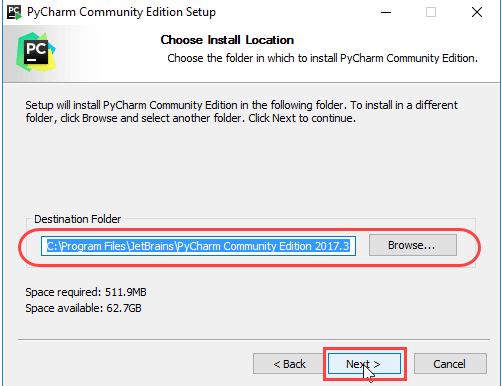 PyCharm Community Edition Setup
PC
Choose Install Location
Choose the folder in which to install PyCharm Community Edition.
Setup will install PyCharm Community Edition in the following folder. To install in a different
folder, click Browse and select another folder. Click Next to continue.
Destination Folder
C:\Program Files\JetBrains\PyCharm Community Edition 2017.3
Browse...
Space required: 511.9MB
Space available: 62.7GB
< Back
Next >
Cancel